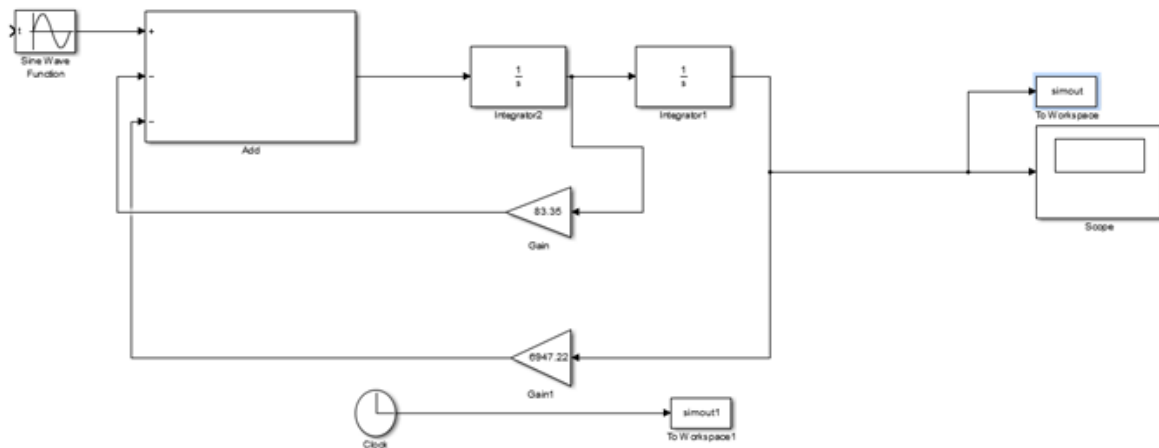 t
Sine Wave
Function
+
−
−
Add
1
s
Integrator2
1
s
Integrator1
simout
To Workspace
Scope
83.35
Gain
6947.22
Gain1
Clock
simout1
To Workspace1